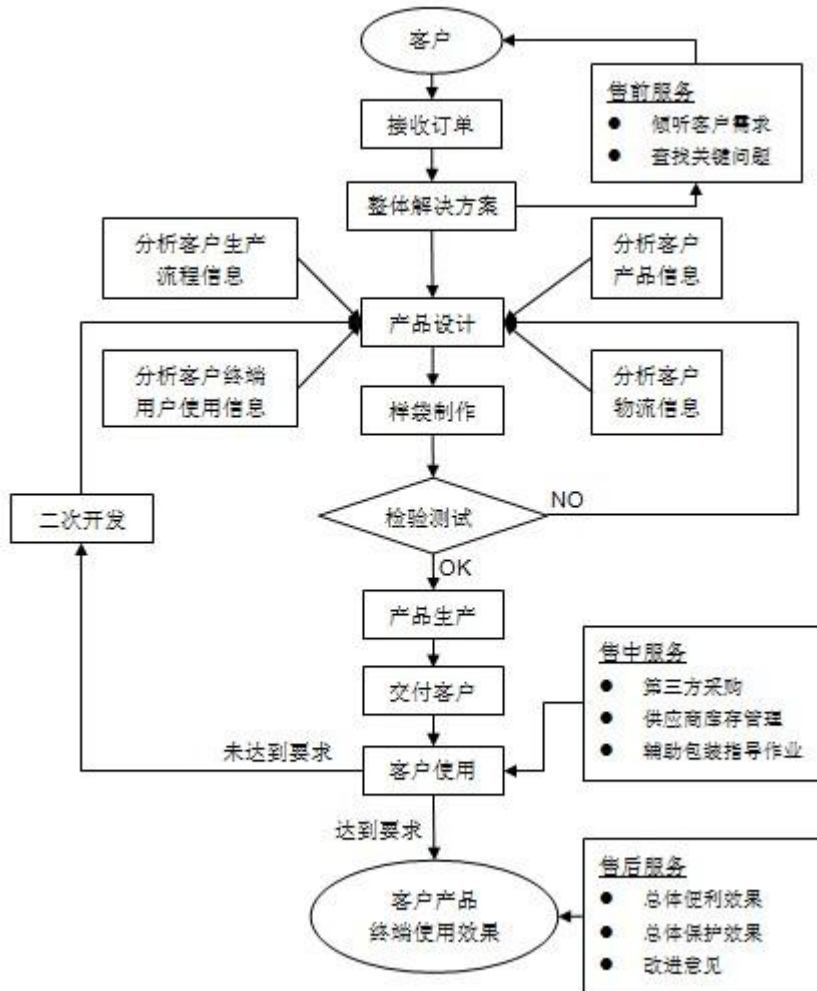 客户
售前服务
● 倾听客户需求
● 查找关键问题
接收订单
整体解决方案
分析客户生产
流程信息
分析客户
产品信息
产品设计
分析客户终端
用户使用信息
分析客户
物流信息
样袋制作
二次开发
检验测试
NO
OK
产品生产
售中服务
● 第三方采购
● 供应商库存管理
● 辅助包装指导作业
交付客户
未达到要求
客户使用
达到要求
售后服务
● 总体便利效果
● 总体保护效果
● 改进意见
客户产品
终端使用效果